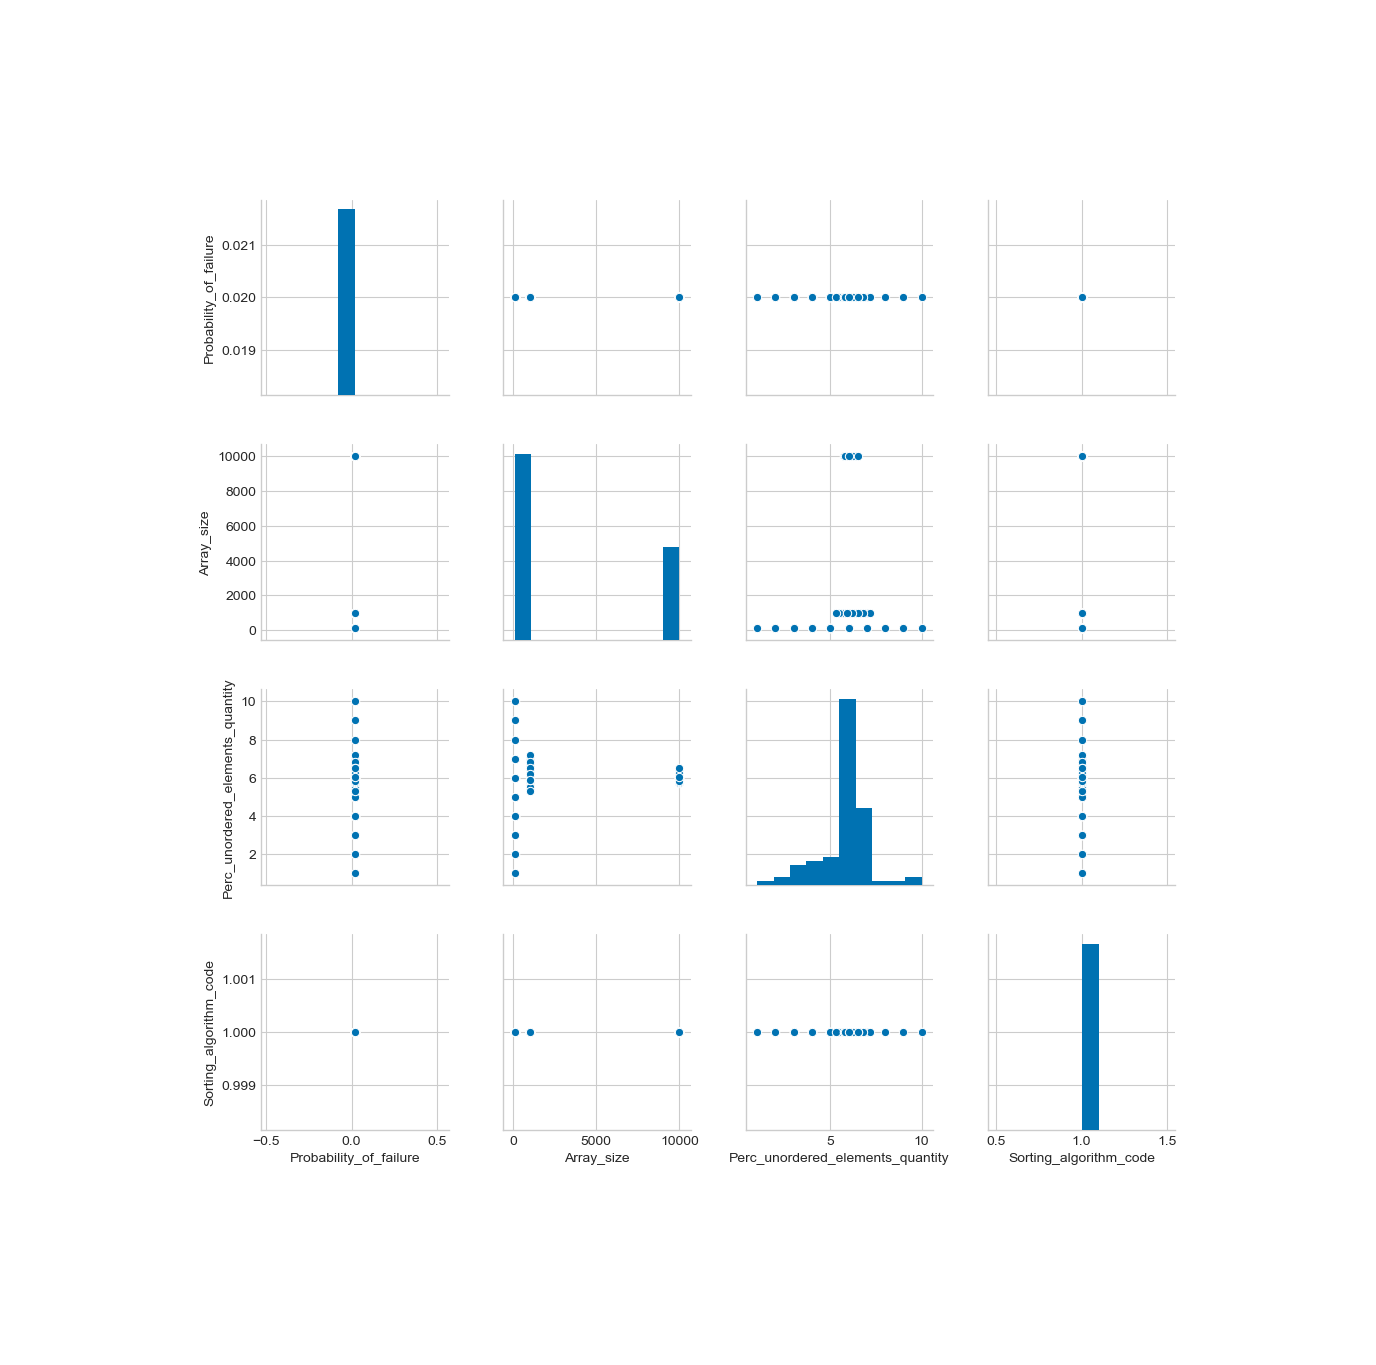 Probability_of_failure
0.021
0.020
0.019
Array_size
10000
8000
6000
4000
2000
0
Perc_unordered_elements_quantity
10
8
6
4
2
Sorting_algorithm_code
1.001
1.000
0.999
−0.5 0.0 0.5 0 5000 10000 5 10 0.5 1.0 1.5
Probability_of_failure Array_size Perc_unordered_elements_quantity Sorting_algorithm_code